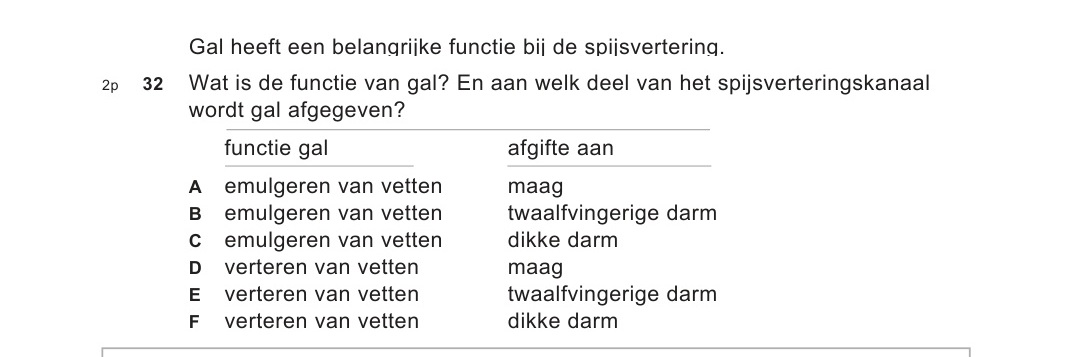 Gal heeft een belangrijke functie bij de spijsvertering.
2p 32 Wat is de functie van gal? En aan welk deel van het spijsverteringskanaal
wordt gal afgegeven?
functie gal afgifte aan
A emulgeren van vetten maag
B emulgeren van vetten twaalfvingerige darm
C emulgeren van vetten dikke darm
D verteren van vetten maag
E verteren van vetten twaalfvingerige darm
F verteren van vetten dikke darm